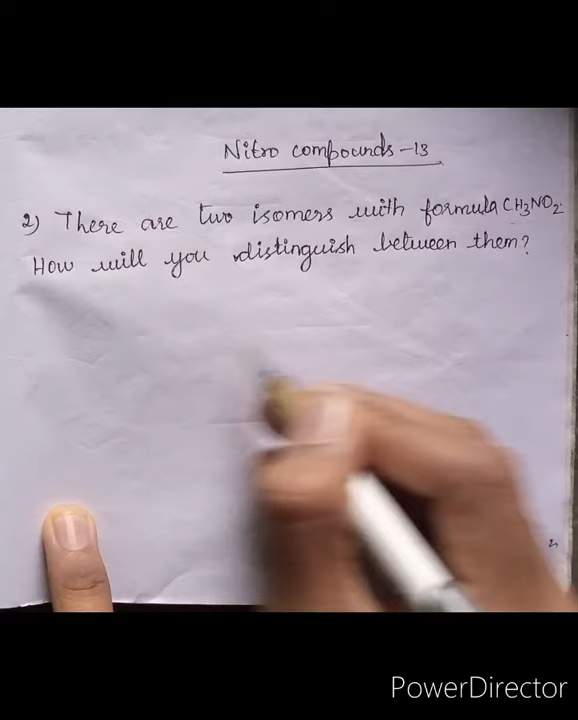 Nitro compounds -13
2) There are two isomers with formula CH3NO2.
How will you distinguish between them?
PowerDirector